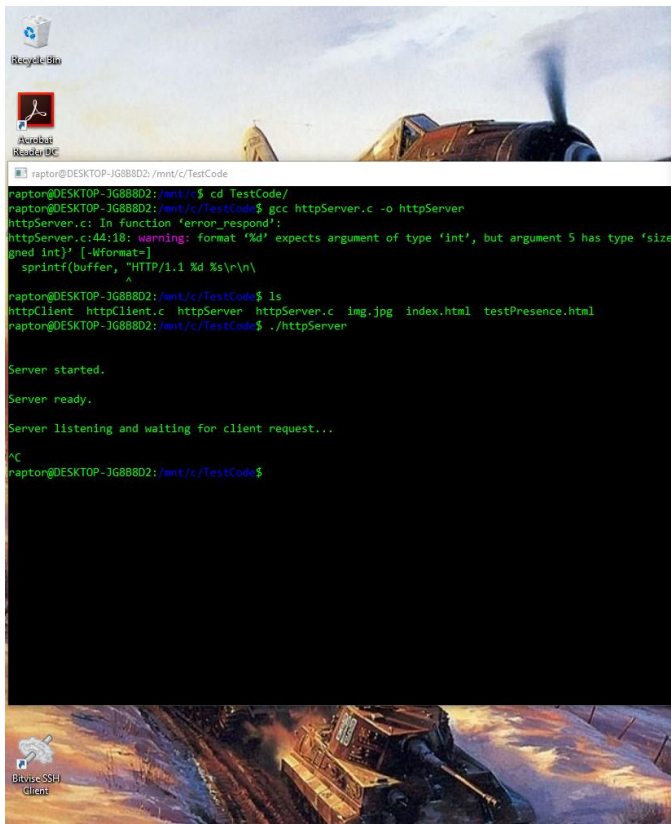 Recycle Bin
Acrobat
Reader DC
raptor@DESKTOP-JG8B8D2: /mnt/c/TestCode
raptor@DESKTOP-JG8B8D2:/mnt/c$ cd TestCode/
raptor@DESKTOP-JG8B8D2:/mnt/c/TestCode$ gcc httpServer.c -o httpServer
httpServer.c: In function ‘error_respond’:
httpServer.c:44:18: warning: format ‘%d’ expects argument of type ‘int’, but argument 5 has type ‘size
gned int}’ [-Wformat=]
sprintf(buffer, "HTTP/1.1 %d %s\r\n\
^
raptor@DESKTOP-JG8B8D2:/mnt/c/TestCode$ ls
httpClient httpClient.c httpServer httpServer.c img.jpg index.html testPresence.html
raptor@DESKTOP-JG8B8D2:/mnt/c/TestCode$ ./httpServer
Server started.
Server ready.
Server listening and waiting for client request...
^C
raptor@DESKTOP-JG8B8D2:/mnt/c/TestCode$
Bitvise SSH
Client